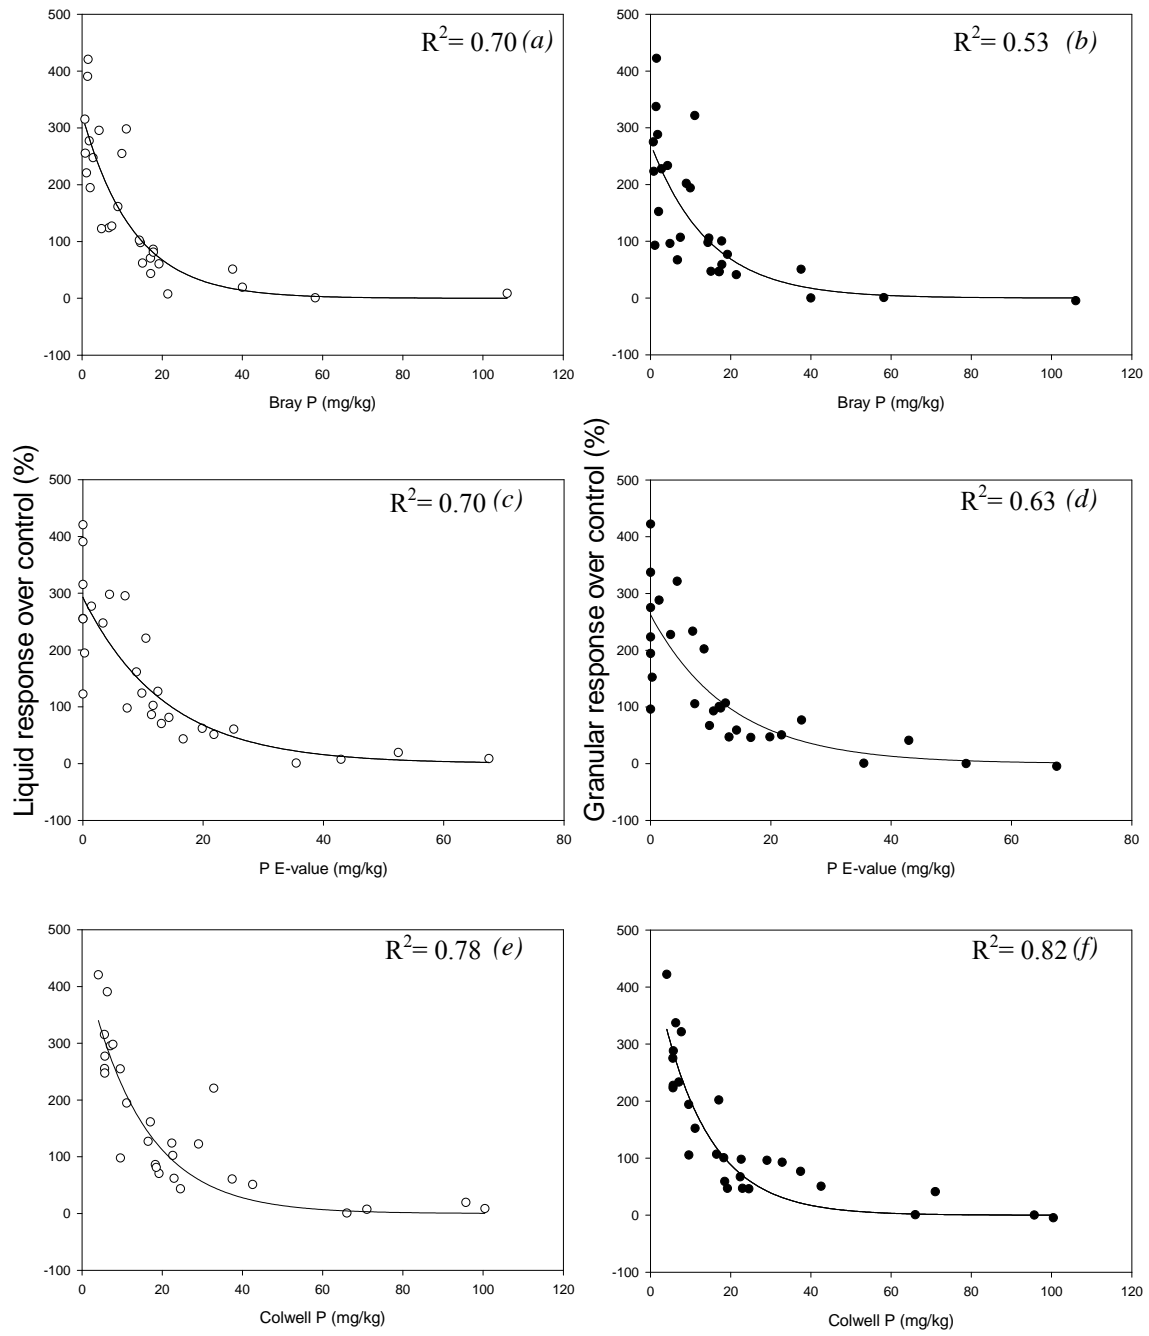 R²= 0.70 (a)
500
400
300
200
100
0
-100
0 20 40 60 80 100 120
Bray P (mg/kg)
R²= 0.53 (b)
500
400
300
200
100
0
-100
0 20 40 60 80 100 120
Bray P (mg/kg)
Liquid response over control (%)
R²= 0.70 (c)
500
400
300
200
100
0
-100
0 20 40 60 80
P E-value (mg/kg)
Granular response over control (%)
R²= 0.63 (d)
500
400
300
200
100
0
-100
0 20 40 60 80
P E-value (mg/kg)
R²= 0.78 (e)
500
400
300
200
100
0
-100
0 20 40 60 80 100 120
Colwell P (mg/kg)
R²= 0.82 (f)
500
400
300
200
100
0
-100
0 20 40 60 80 100 120
Colwell P (mg/kg)